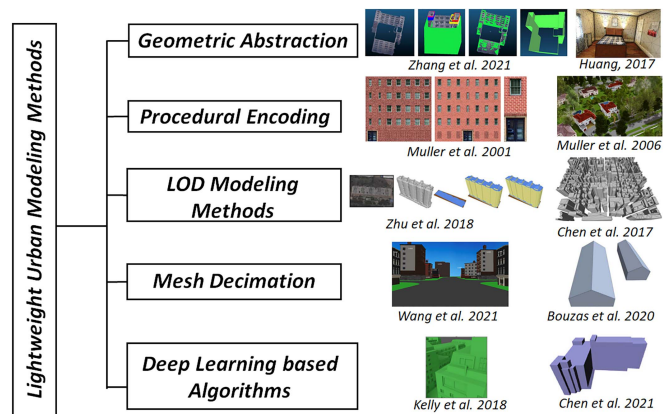 Lightweight Urban Modeling Methods
Geometric Abstraction
Zhang et al. 2021
Huang, 2017
Procedural Encoding
Muller et al. 2001
Muller et al. 2006
LOD Modeling
Methods
Zhu et al. 2018
Chen et al. 2017
Mesh Decimation
Wang et al. 2021
Bouzas et al. 2020
Deep Learning based
Algorithms
Kelly et al. 2018
Chen et al. 2021